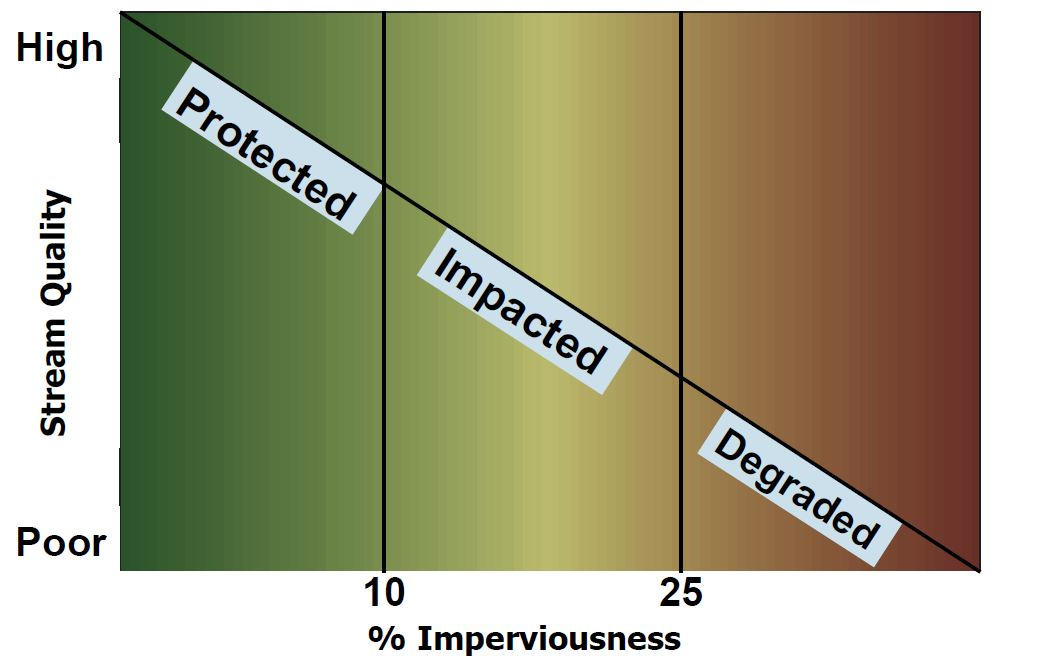 High
Protected
Impacted
Stream Quality
Degraded
Poor
10
25
% Imperviousness